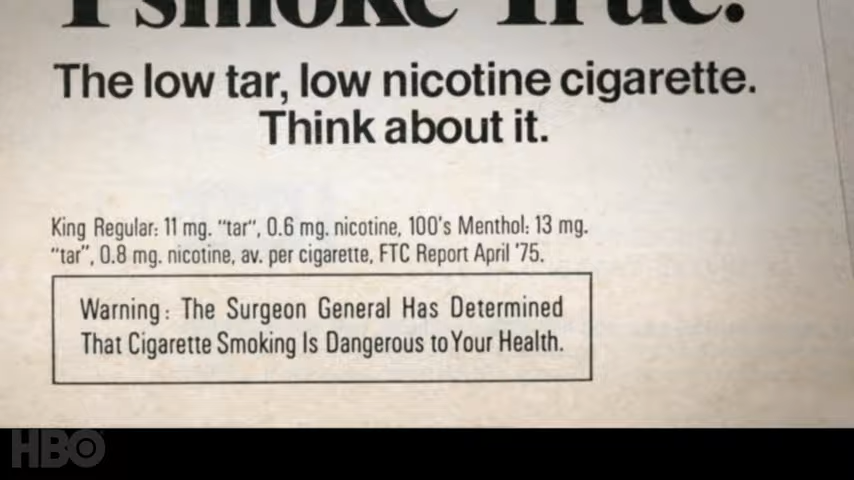 I smoke True.
The low tar, low nicotine cigarette.
Think about it.
King Regular: 11 mg. "tar", 0.6 mg. nicotine, 100's Menthol: 13 mg.
"tar", 0.8 mg. nicotine, av. per cigarette, FTC Report April '75.
Warning: The Surgeon General Has Determined
That Cigarette Smoking Is Dangerous to Your Health.
HBO